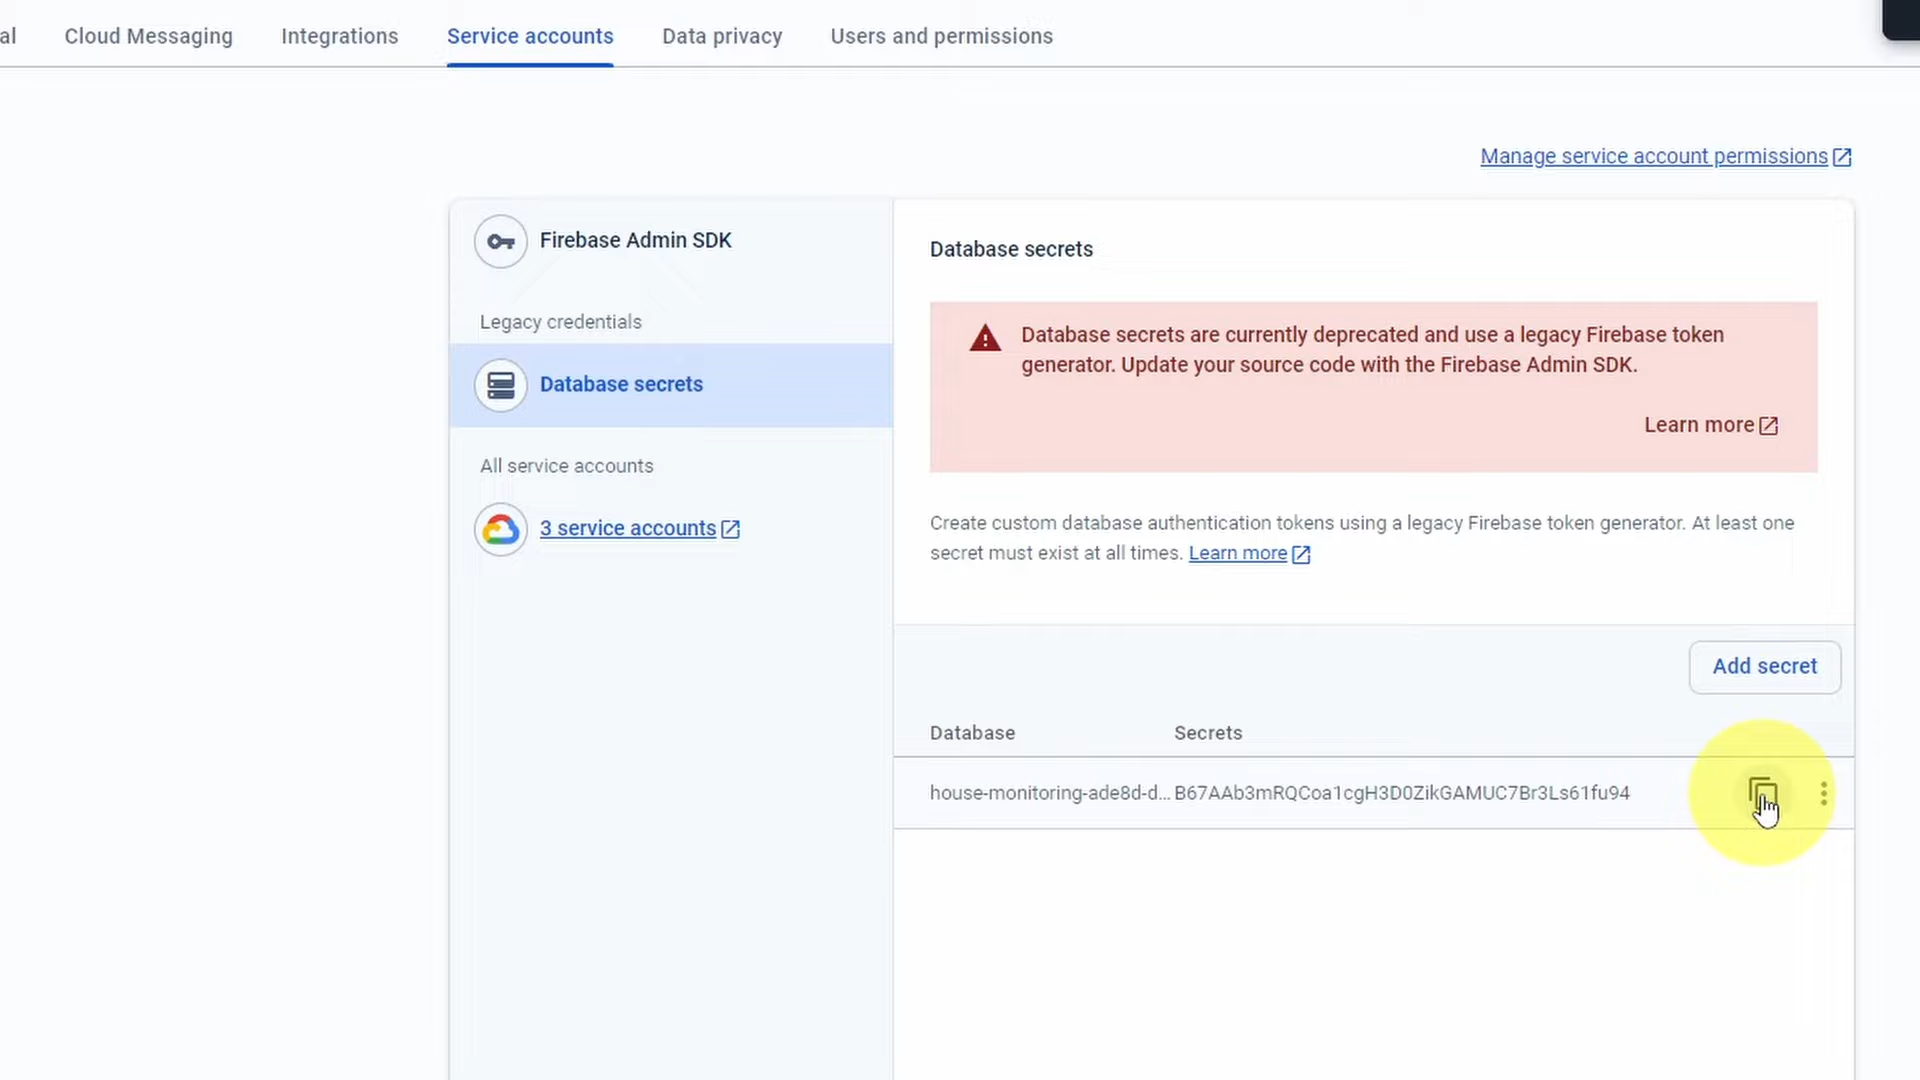 al Cloud Messaging Integrations Service accounts Data privacy Users and permissions
Manage service account permissions
Firebase Admin SDK
Legacy credentials
Database secrets
All service accounts
3 service accounts
Database secrets
Database secrets are currently deprecated and use a legacy Firebase token
generator. Update your source code with the Firebase Admin SDK.
Learn more
Create custom database authentication tokens using a legacy Firebase token generator. At least one
secret must exist at all times. Learn more
Add secret
Database Secrets
house-monitoring-ade8d-d... B67AAb3mRQCoa1cgH3D0ZikGAMUC7Br3Ls61fu94